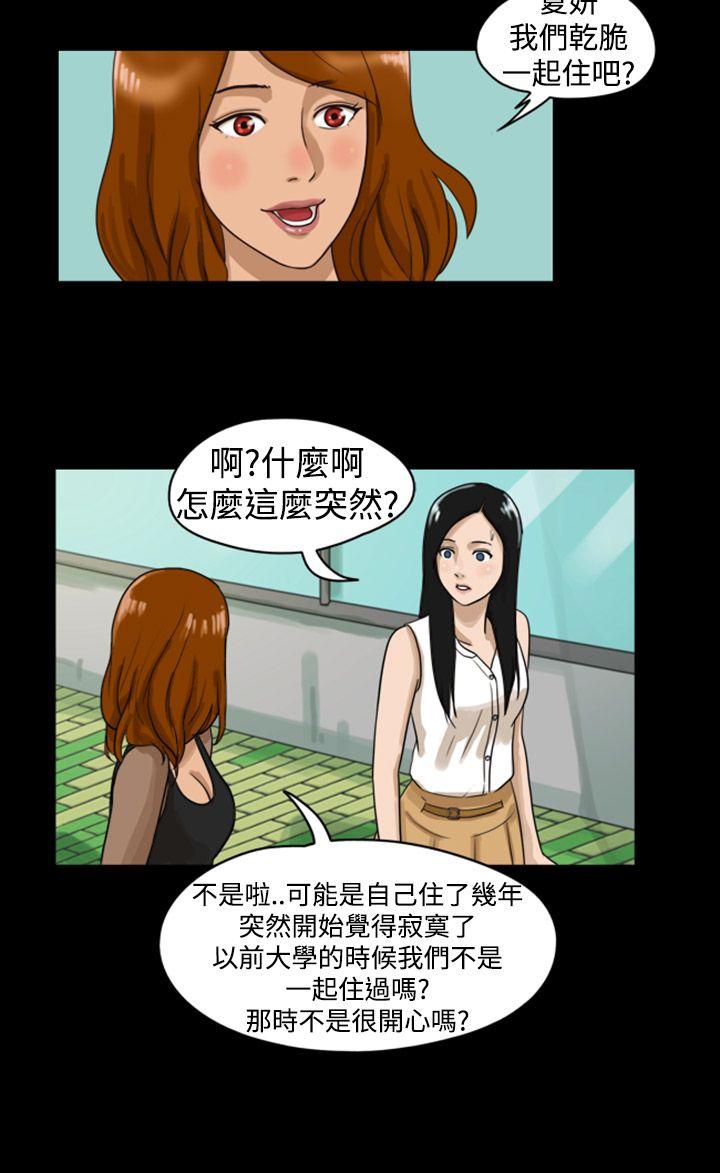 夏妍
我們乾脆
一起住吧?
啊?什麼啊
怎麼這麼突然?
不是啦..可能是自己住了幾年
突然開始覺得寂寞了
以前大學的時候我們不是
一起住過嗎?
那時不是很開心嗎?